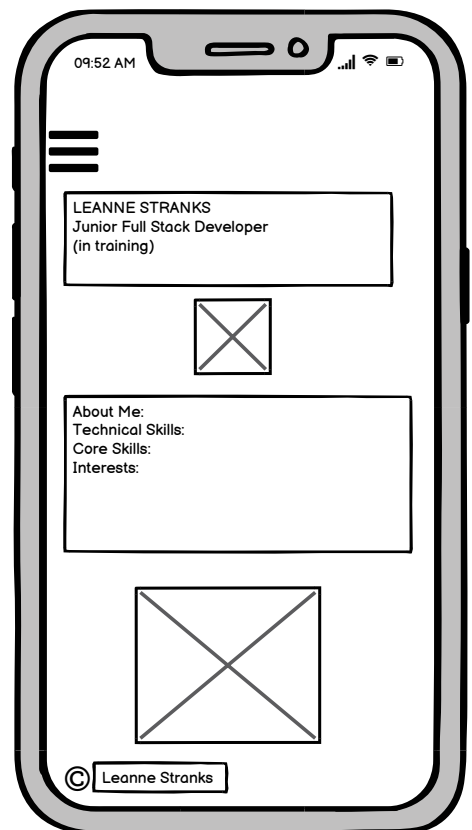 09:52 AM
LEANNE STRANKS
Junior Full Stack Developer
(in training)
About Me:
Technical Skills:
Core Skills:
Interests:
© Leanne Stranks